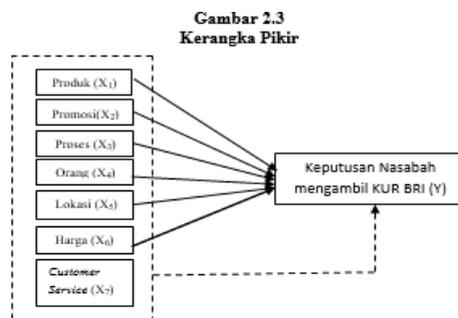 Gambar 2.3
Kerangka Pikir
Produk (X1)
Promosi(X2)
Proses (X3)
Orang (X4)
Lokasi (X5)
Harga (X6)
Customer
Service (X7)
Keputusan Nasabah
mengambil KUR BRI (Y)